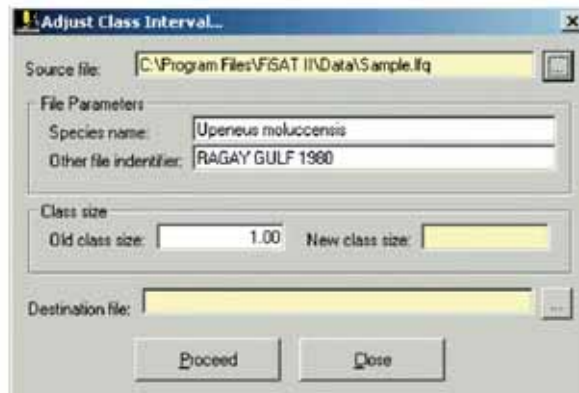 Adjust Class Interval...
Source file: C:\Program Files\FiSAT II\Data\Sample.lfq ...
File Parameters
Species name: Upeneus moluccensis
Other file indentifier: RAGAY GULF 1980
Class size
Old class size: 1.00 New class size:
Destination file: ...
Proceed Close